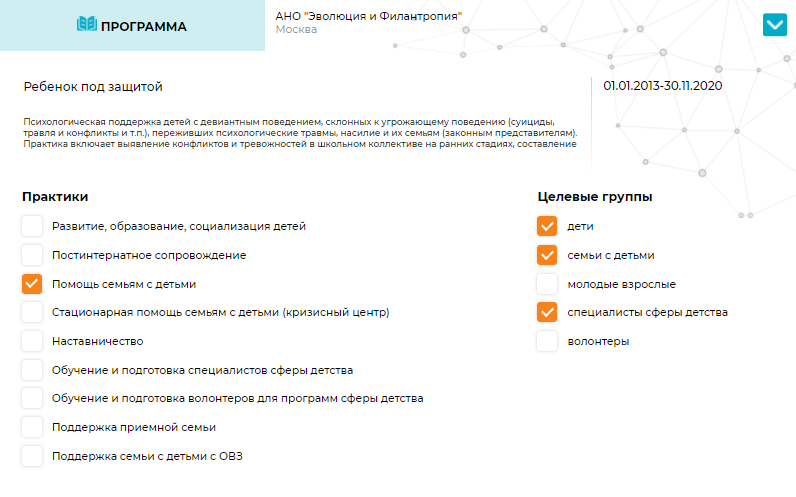 ПРОГРАММА
АНО "Эволюция и Филантропия"
Москва
Ребенок под защитой
01.01.2013-30.11.2020
Психологическая поддержка детей с девиантным поведением, склонных к угрожающему поведению (суициды,
травля и конфликты и т.п.), переживших психологические травмы, насилие и их семьям (законным представителям).
Практика включает выявление конфликтов и тревожностей в школьном коллективе на ранних стадиях, составление
Практики
Развитие, образование, социализация детей
Постинтернатное сопровождение
Помощь семьям с детьми
Стационарная помощь семьям с детьми (кризисный центр)
Наставничество
Обучение и подготовка специалистов сферы детства
Обучение и подготовка волонтеров для программ сферы детства
Поддержка приемной семьи
Поддержка семьи с детьми с ОВЗ
Целевые группы
дети
семьи с детьми
молодые взрослые
специалисты сферы детства
волонтеры